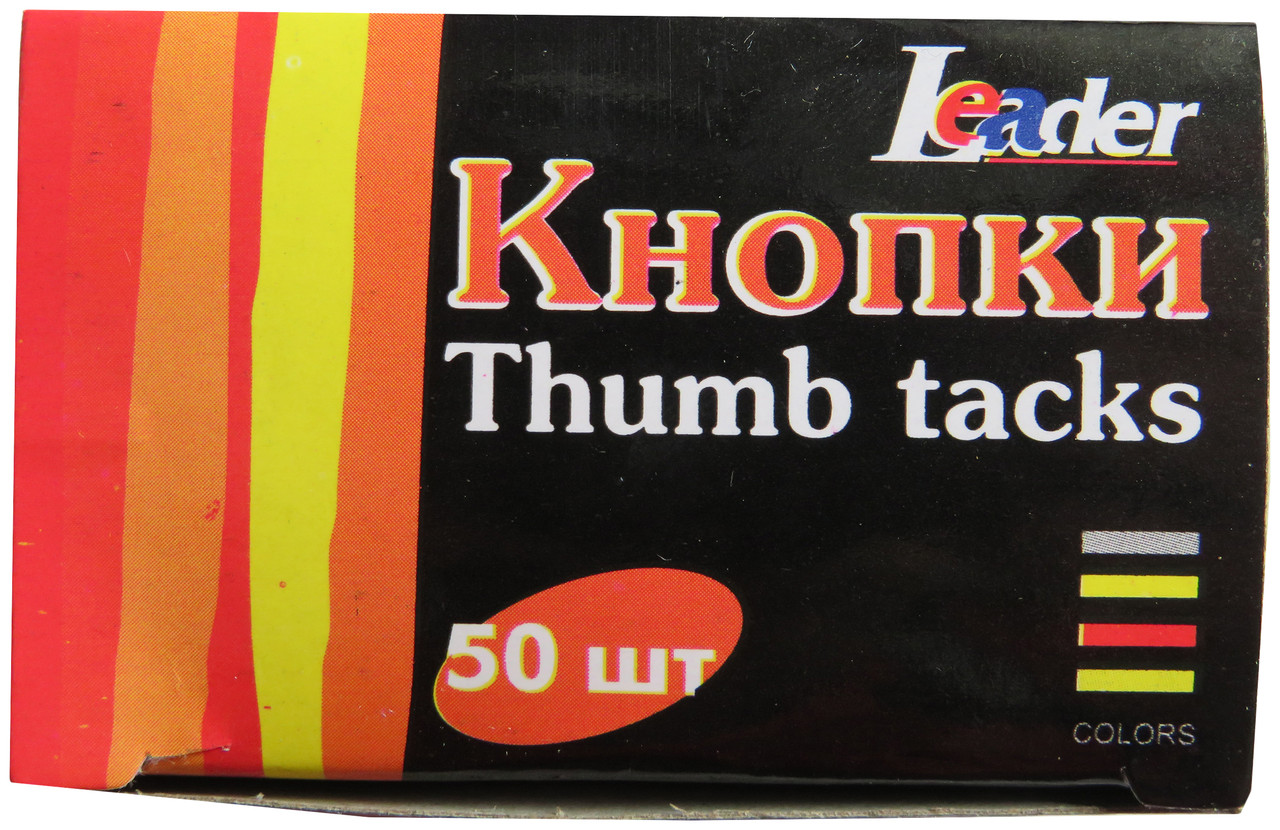 Leader
Кнопки
Thumb tacks
50 шт
COLORS